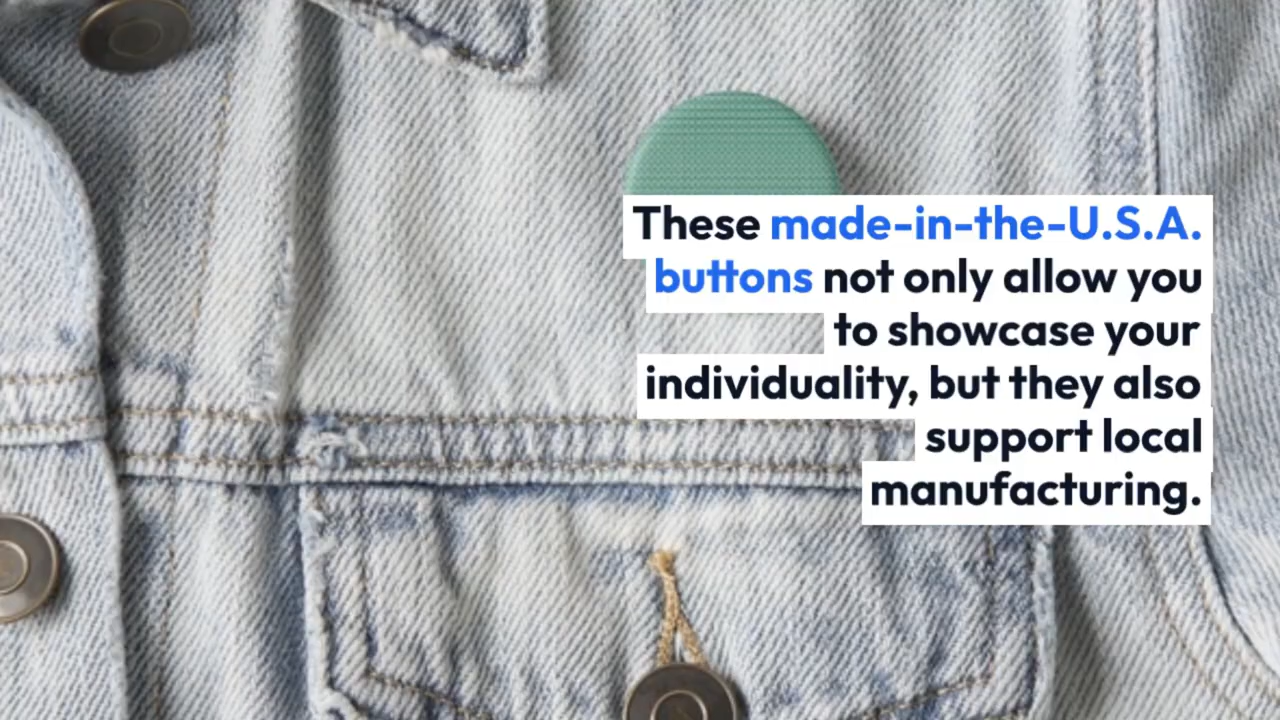 These made-in-the-U.S.A.
buttons not only allow you
to showcase your
individuality, but they also
support local
manufacturing.